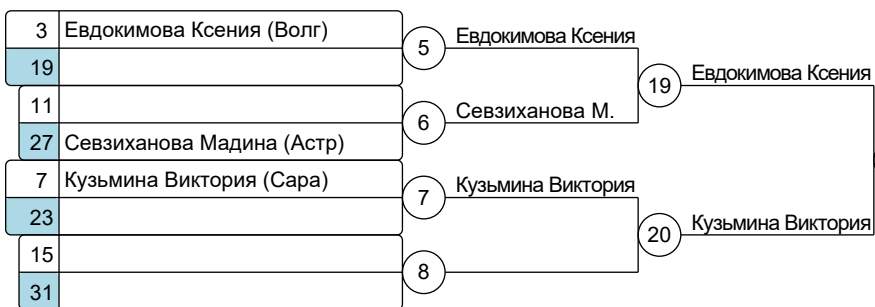 3 Евдокимова Ксения (Волг)
5 Евдокимова Ксения
19
19 Евдокимова Ксения
11
6 Севзиханова М.
27 Севзиханова Мадина (Астр)
7 Кузьмина Виктория (Сара)
7 Кузьмина Виктория
23
20 Кузьмина Виктория
15
8
31